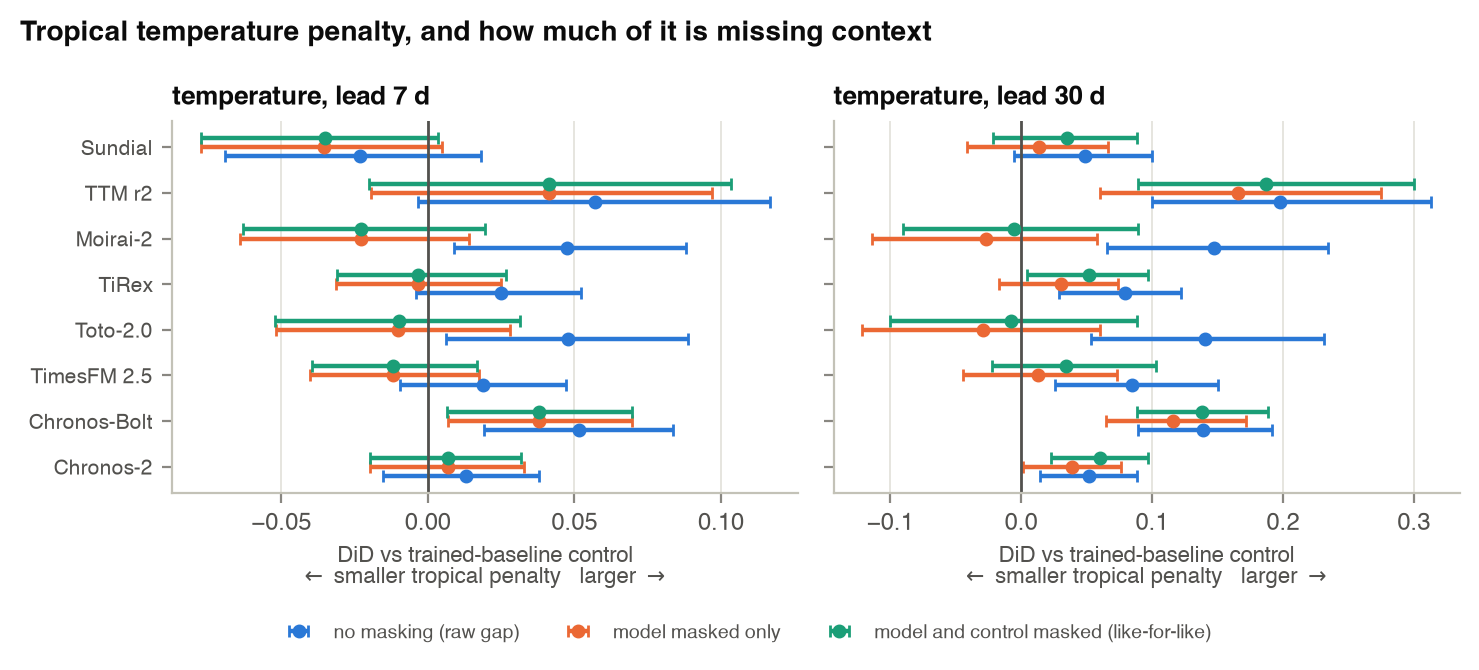 Tropical temperature penalty, and how much of it is missing context
temperature, lead 7 d
temperature, lead 30 d
Sundial
TTM r2
Moirai-2
TiRex
Toto-2.0
TimesFM 2.5
Chronos-Bolt
Chronos-2
−0.05 0.00 0.05 0.10
−0.1 0.0 0.1 0.2 0.3
DiD vs trained-baseline control
← smaller tropical penalty larger →
DiD vs trained-baseline control
← smaller tropical penalty larger →
no masking (raw gap) model masked only model and control masked (like-for-like)